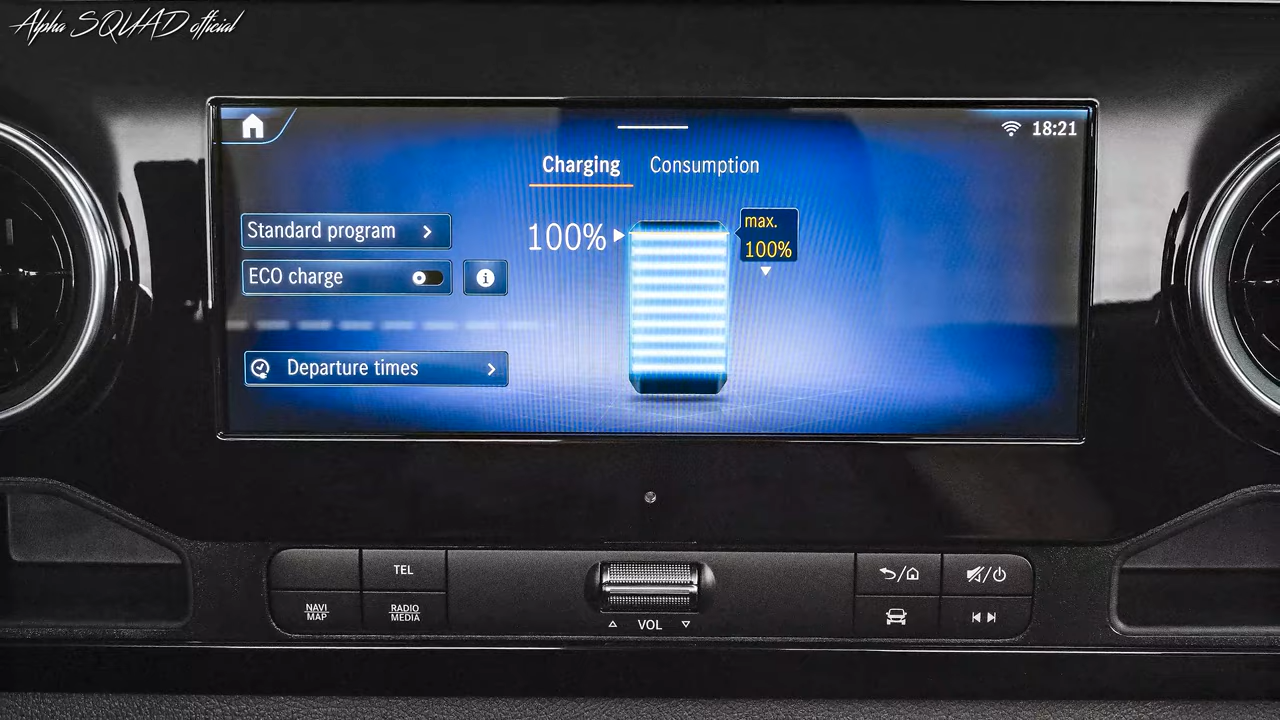 Alpha SQUAD official
18:21
Charging Consumption
Standard program
100%
max.
100%
ECO charge
Departure times
TEL
NAVI
MAP
RADIO
MEDIA
VOL